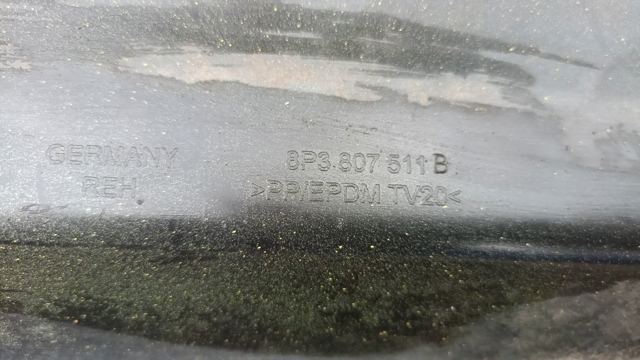 GERMANY
REH
8P3 807 511 B
>PP/EPDM TV20<